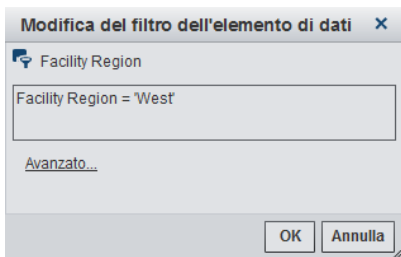 Modifica del filtro dell'elemento di dati ×
Facility Region
Facility Region = 'West'
Avanzato...
OK Annulla